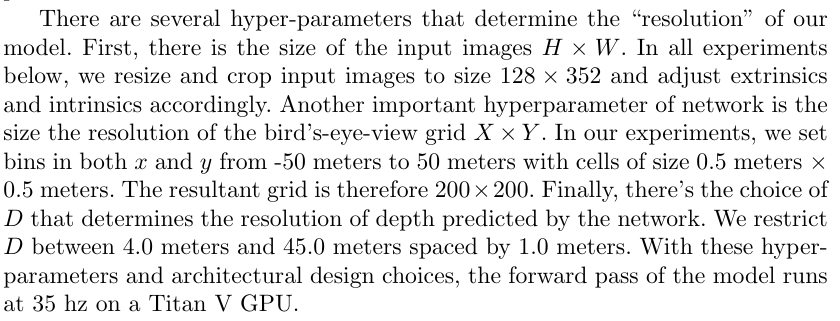 There are several hyper-parameters that determine the “resolution” of our
model. First, there is the size of the input images H × W. In all experiments
below, we resize and crop input images to size 128 × 352 and adjust extrinsics
and intrinsics accordingly. Another important hyperparameter of network is the
size the resolution of the bird’s-eye-view grid X × Y. In our experiments, we set
bins in both x and y from -50 meters to 50 meters with cells of size 0.5 meters ×
0.5 meters. The resultant grid is therefore 200×200. Finally, there’s the choice of
D that determines the resolution of depth predicted by the network. We restrict
D between 4.0 meters and 45.0 meters spaced by 1.0 meters. With these hyper-
parameters and architectural design choices, the forward pass of the model runs
at 35 hz on a Titan V GPU.